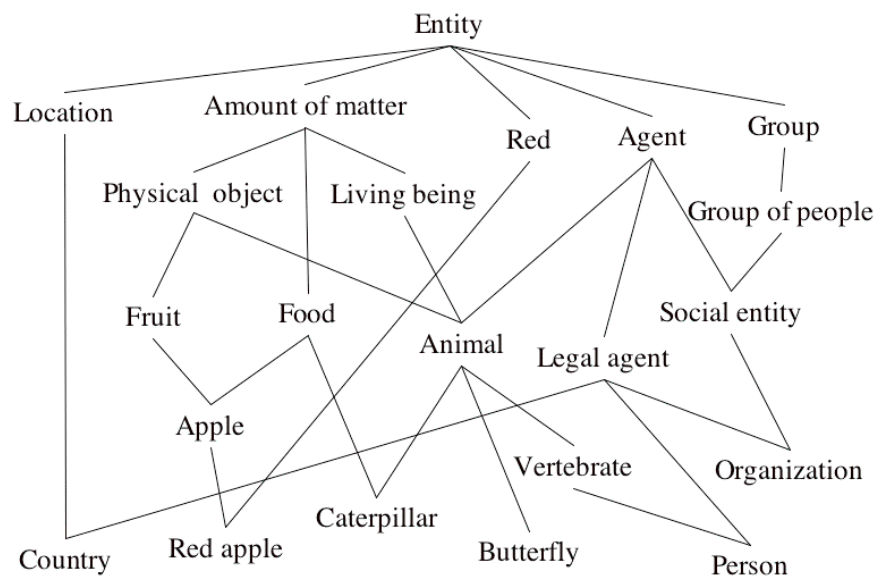 Entity
Location
Amount of matter
Red
Agent
Group
Physical object
Living being
Group of people
Fruit
Food
Animal
Legal agent
Social entity
Apple
Vertebrate
Organization
Country
Red apple
Caterpillar
Butterfly
Person